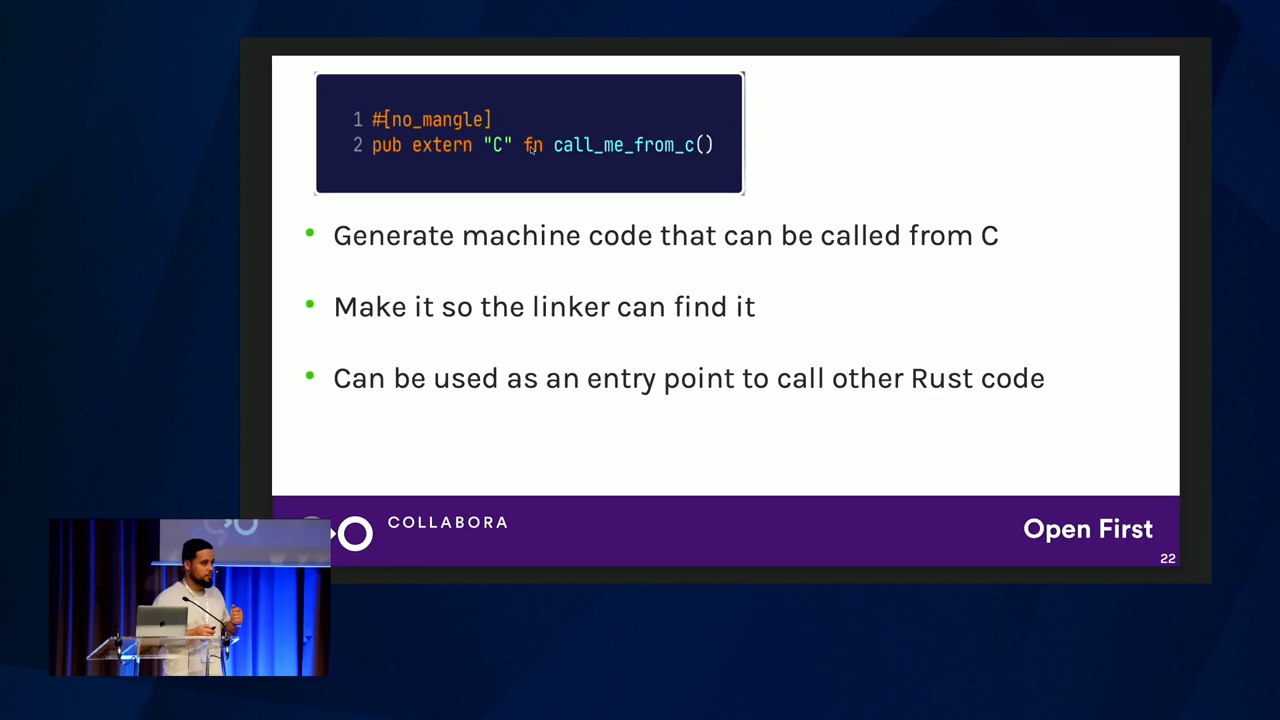 1 #[no_mangle]
2 pub extern "C" fn call_me_from_c()
• Generate machine code that can be called from C
• Make it so the linker can find it
• Can be used as an entry point to call other Rust code
COLLABORA
Open First
22